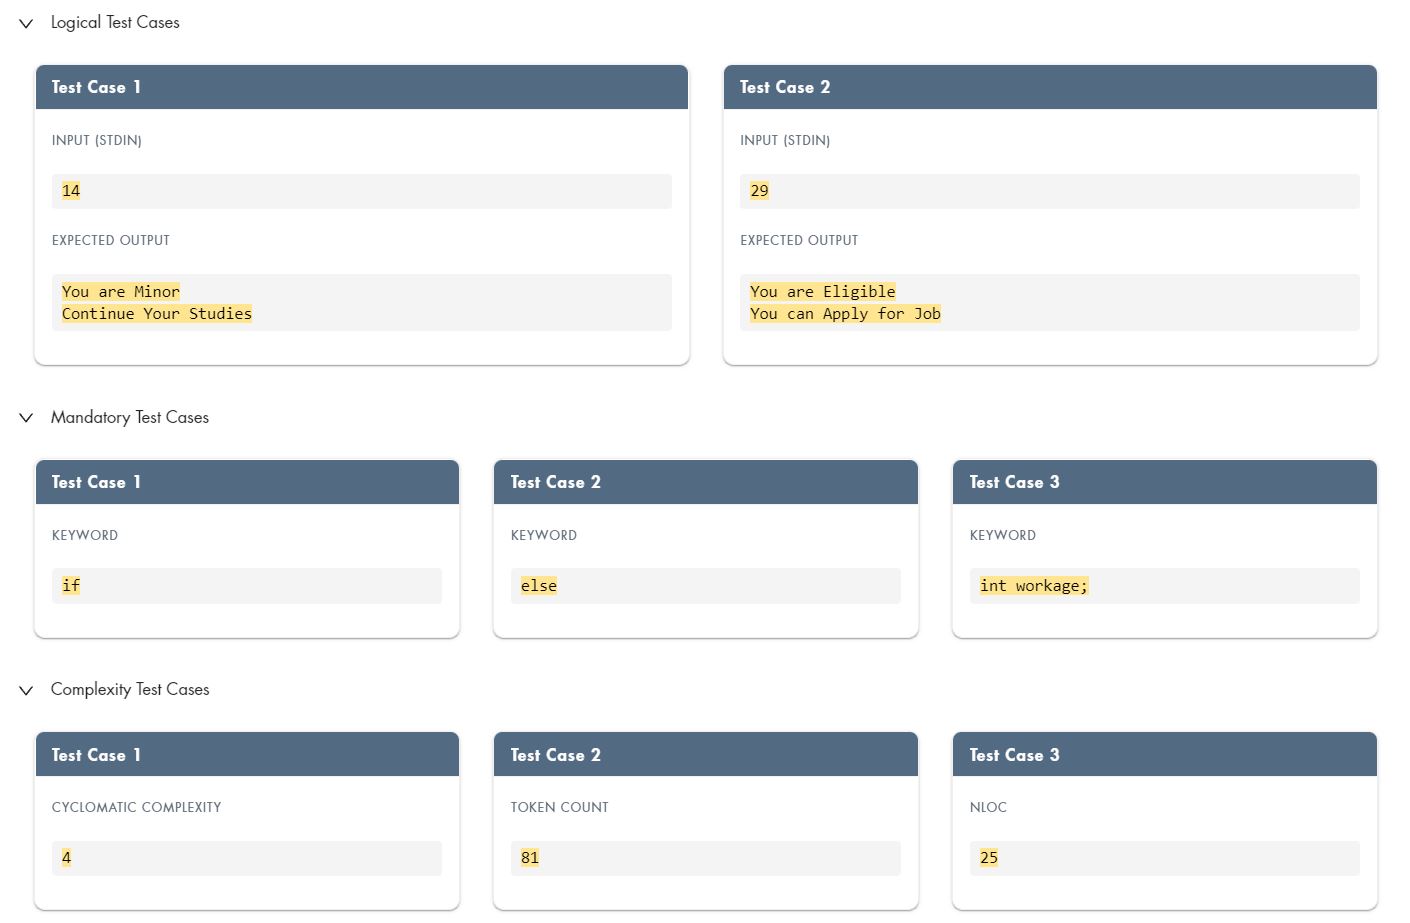 Logical Test Cases
Test Case 1
INPUT (STDIN)
14
EXPECTED OUTPUT
You are Minor
Continue Your Studies
Test Case 2
INPUT (STDIN)
29
EXPECTED OUTPUT
You are Eligible
You can Apply for Job
Mandatory Test Cases
Test Case 1
KEYWORD
if
Test Case 2
KEYWORD
else
Test Case 3
KEYWORD
int workage;
Complexity Test Cases
Test Case 1
CYCLOMATIC COMPLEXITY
4
Test Case 2
TOKEN COUNT
81
Test Case 3
NLOC
25